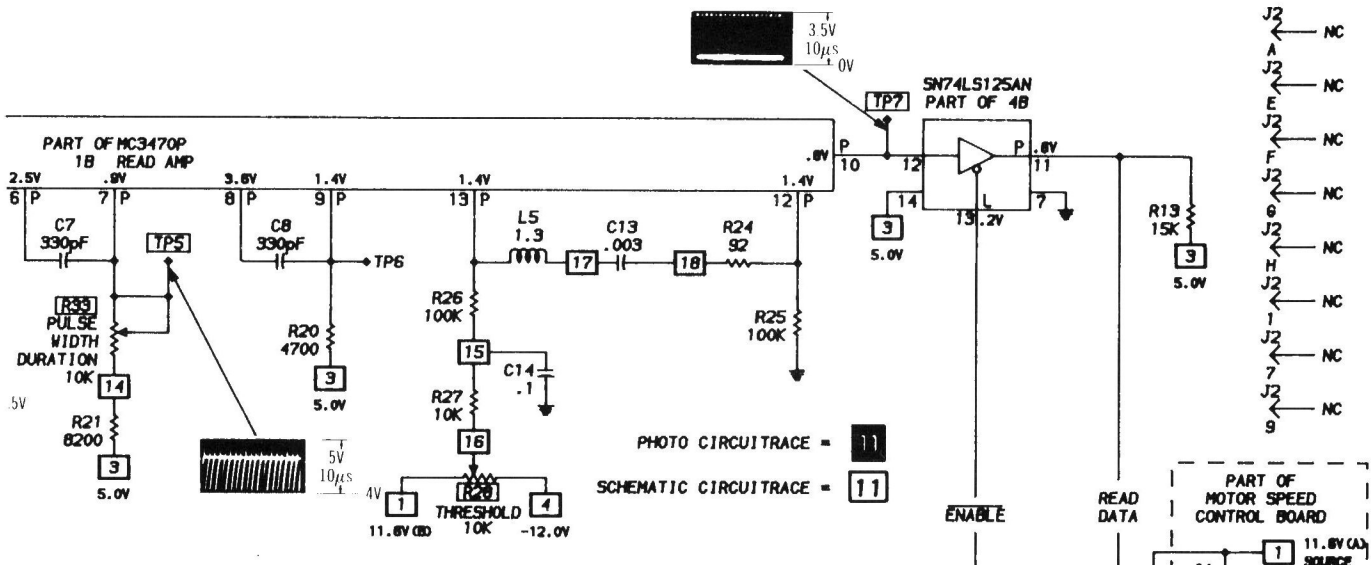 3.5V
10μs
0V
TP7
SN74LS125AN
PART OF 4B
PART OF MC3470P
1B READ AMP
2.5V
6 P
.9V
7 P
3.6V
8 P
1.4V
9 P
1.4V
13 P
1.4V
12 P
.8V
P
10
12
P
.6V
11
14
L
13
.2V
7
3
5.0V
R13
15K
3
5.0V
C7
330pF
TP5
C8
330pF
TP6
L5
1.3
17
C13
.003
18
R24
92
R33
PULSE
WIDTH
DURATION
10K
14
R21
8200
3
5.0V
.5V
R20
4700
3
5.0V
R26
100K
15
C14
.1
R27
10K
16
R25
100K
5V
10μs
4V
1
THRESHOLD
10K
4
-12.0V
PHOTO CIRCUITRACE = 11
SCHEMATIC CIRCUITRACE = 11
ENABLE
READ
DATA
J2
NC
A
J2
NC
E
J2
NC
F
J2
NC
J2
NC
H
J2
NC
1
J2
NC
7
J2
NC
9
PART OF
MOTOR SPEED
CONTROL BOARD
1
SOURCE